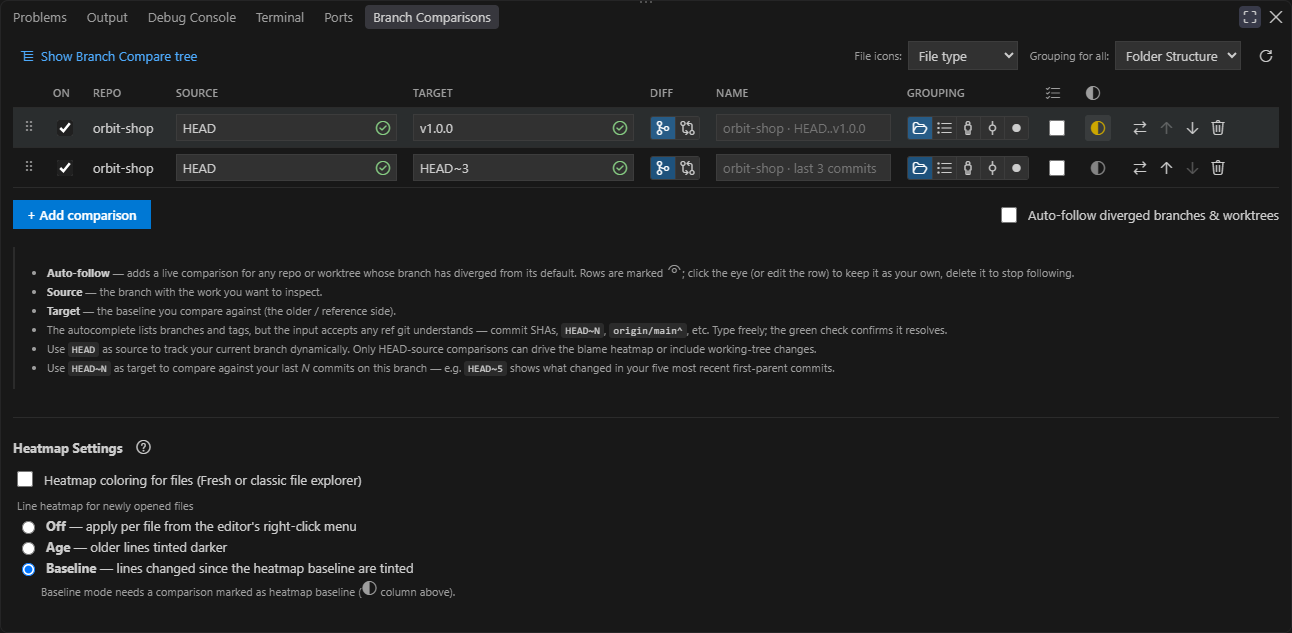 Problems Output Debug Console Terminal Ports Branch Comparisons
Show Branch Compare tree File icons: File type Grouping for all: Folder Structure
ON REPO SOURCE TARGET DIFF NAME GROUPING
orbit-shop HEAD v1.0.0 orbit-shop · HEAD..v1.0.0
orbit-shop HEAD HEAD~3 orbit-shop · last 3 commits
+ Add comparison Auto-follow diverged branches & worktrees
• Auto-follow — adds a live comparison for any repo or worktree whose branch has diverged from its default. Rows are marked ; click the eye (or edit the row) to keep it as your own, delete it to stop following.
• Source — the branch with the work you want to inspect.
• Target — the baseline you compare against (the older / reference side).
• The autocomplete lists branches and tags, but the input accepts any ref git understands — commit SHAs, HEAD~N, origin/main^, etc. Type freely; the green check confirms it resolves.
• Use HEAD as source to track your current branch dynamically. Only HEAD-source comparisons can drive the blame heatmap or include working-tree changes.
• Use HEAD~N as target to compare against your last N commits on this branch — e.g. HEAD~5 shows what changed in your five most recent first-parent commits.
Heatmap Settings ?
Heatmap coloring for files (Fresh or classic file explorer)
Line heatmap for newly opened files
Off — apply per file from the editor's right-click menu
Age — older lines tinted darker
Baseline — lines changed since the heatmap baseline are tinted
Baseline mode needs a comparison marked as heatmap baseline ( column above).